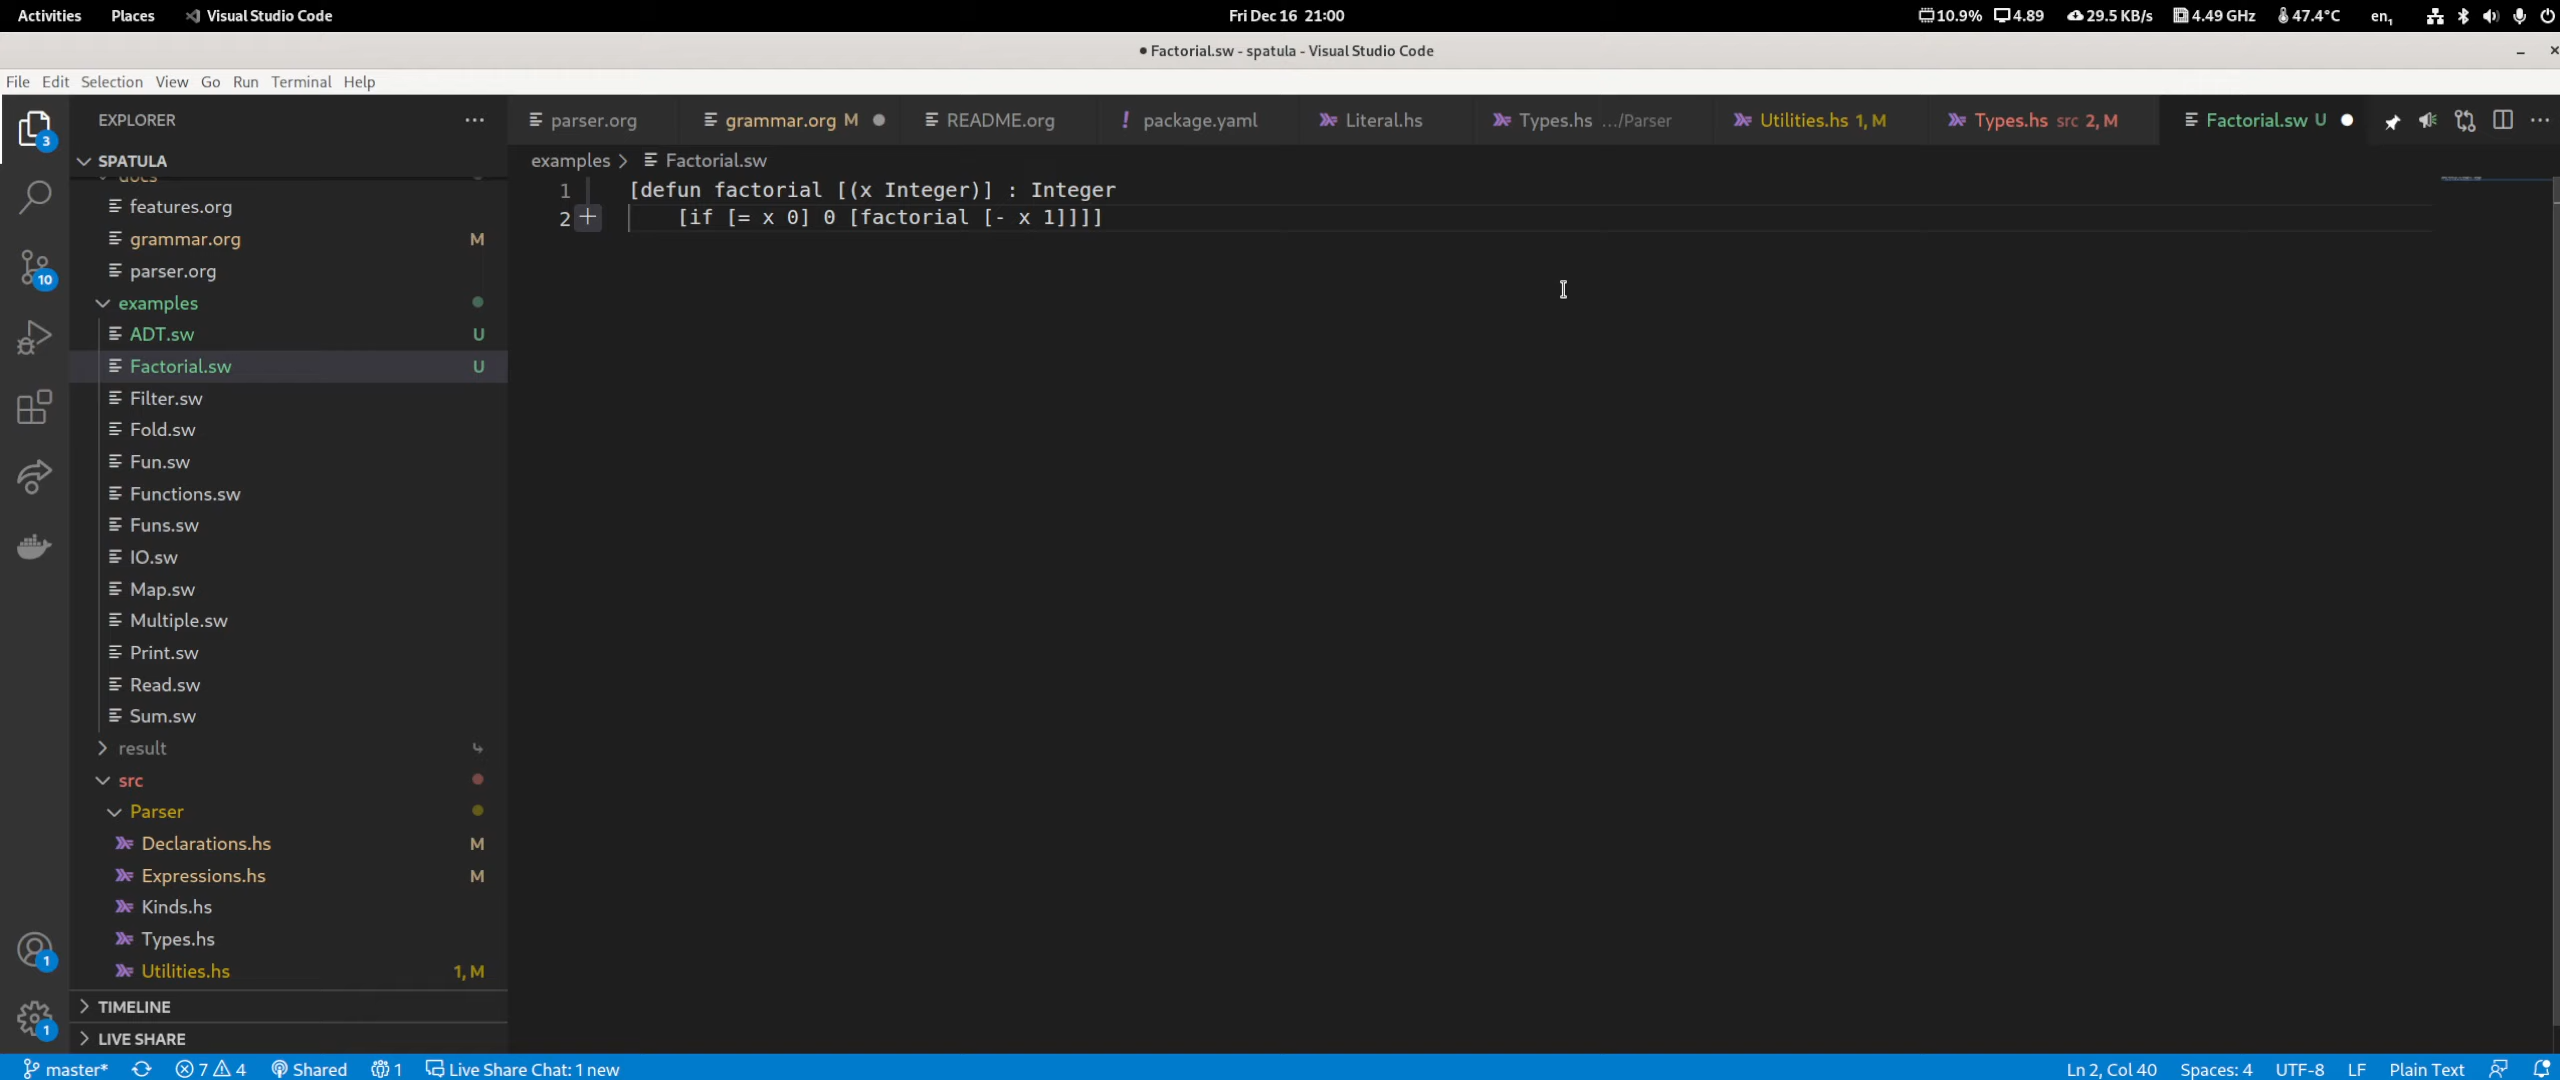 Activities Places Visual Studio Code Fri Dec 16 21:00 10.9% 4.89 29.5 KB/s 4.49 GHz 47.4°C en₁
● Factorial.sw - spatula - Visual Studio Code
File Edit Selection View Go Run Terminal Help
EXPLORER
parser.org grammar.org M README.org ! package.yaml Literal.hs Types.hs .../Parser Utilities.hs 1, M Types.hs src 2, M Factorial.sw U
SPATULA
examples > Factorial.sw
1 [defun factorial [(x Integer)] : Integer
2 [if [= x 0] 0 [factorial [- x 1]]]]
docs
features.org
grammar.org M
parser.org
examples
ADT.sw U
Factorial.sw U
Filter.sw
Fold.sw
Fun.sw
Functions.sw
Funs.sw
IO.sw
Map.sw
Multiple.sw
Print.sw
Read.sw
Sum.sw
result
src
Parser
Declarations.hs M
Expressions.hs M
Kinds.hs
Types.hs
Utilities.hs 1, M
TIMELINE
LIVE SHARE
3
10
1
1
master* 7 4 Shared 1 Live Share Chat: 1 new Ln 2, Col 40 Spaces: 4 UTF-8 LF Plain Text